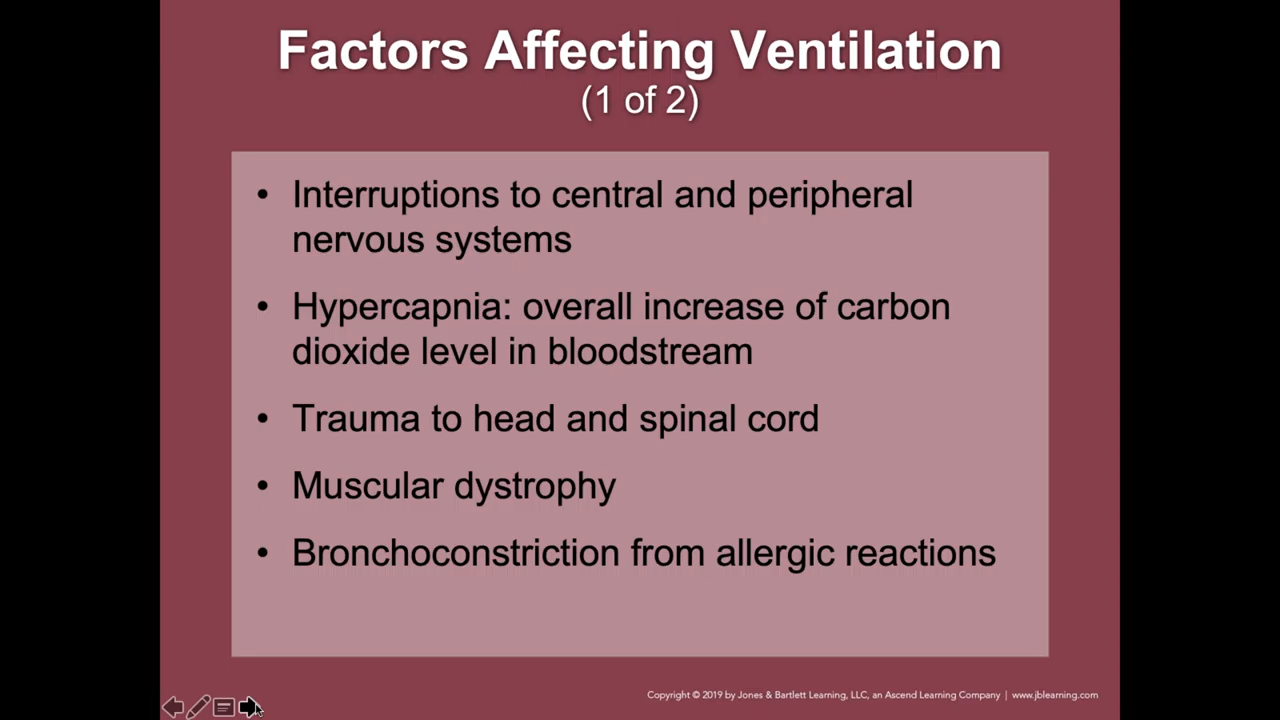 Factors Affecting Ventilation
(1 of 2)
• Interruptions to central and peripheral
nervous systems
• Hypercapnia: overall increase of carbon
dioxide level in bloodstream
• Trauma to head and spinal cord
• Muscular dystrophy
• Bronchoconstriction from allergic reactions
Copyright © 2019 by Jones & Bartlett Learning, LLC, an Ascend Learning Company | www.jblearning.com